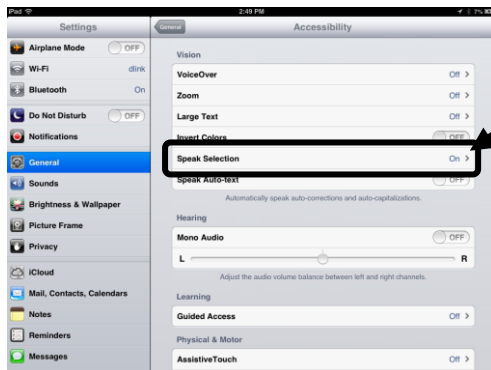 iPad 2:49 PM 7%
Settings
Airplane Mode OFF
Wi-Fi dlink
Bluetooth On
Do Not Disturb OFF
Notifications
General
Sounds
Brightness & Wallpaper
Picture Frame
Privacy
iCloud
Mail, Contacts, Calendars
Notes
Reminders
Messages
General Accessibility
Vision
VoiceOver Off
Zoom Off
Large Text Off
Invert Colors OFF
Speak Selection On
Speak Auto-text OFF
Automatically speak auto-corrections and auto-capitalizations.
Hearing
Mono Audio OFF
L R
Adjust the audio volume balance between left and right channels.
Learning
Guided Access Off
Physical & Motor
AssistiveTouch Off